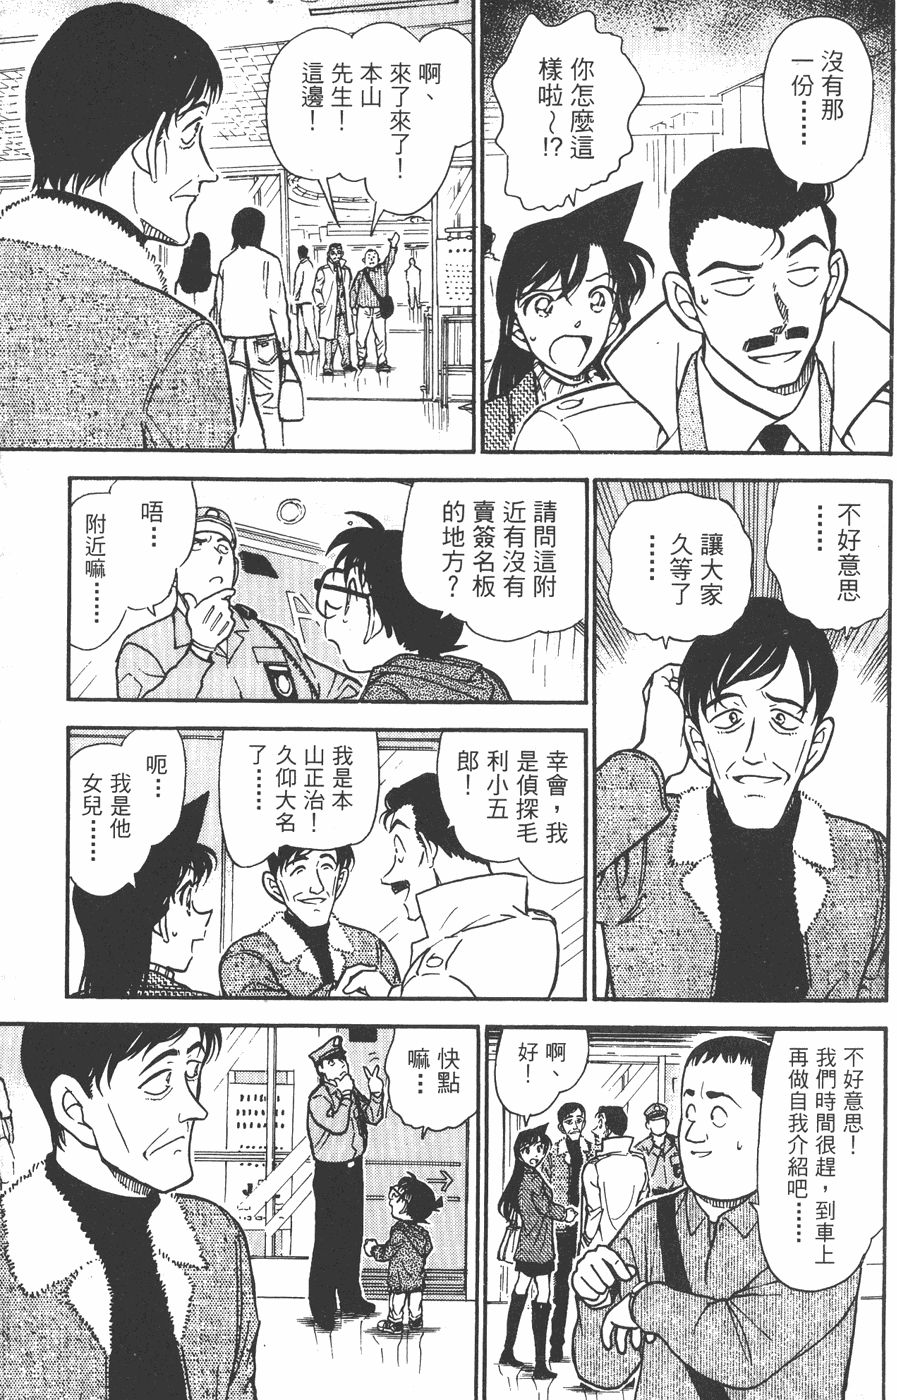 沒有那
一份……
你怎麼這
樣啦～!?
啊、
來了來了！
本山
先生！
這邊！
不好意思
……
讓大家
久等了
……
請問這附
近有沒有
賣簽名板
的地方？
唔…
附近嘛……
幸會，我
是偵探毛
利小五
郎！
我是本
山正治！
久仰大名
了……
呃…
我是他
女兒……
不好意思！
我們時間很趕，到車上
再做自我介紹吧……
啊、
好！
快點
嘛…